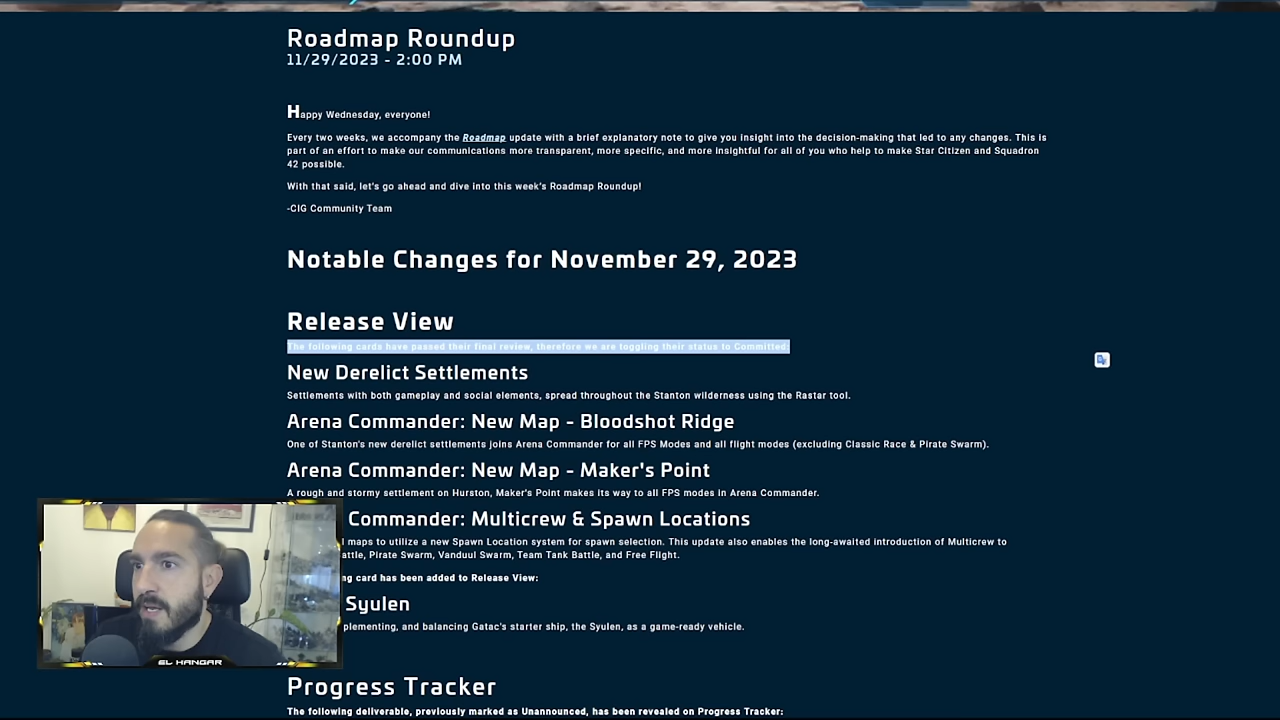 Roadmap Roundup
11/29/2023 - 2:00 PM
Happy Wednesday, everyone!
Every two weeks, we accompany the Roadmap update with a brief explanatory note to give you insight into the decision-making that led to any changes. This is
part of an effort to make our communications more transparent, more specific, and more insightful for all of you who help to make Star Citizen and Squadron
42 possible.
With that said, let's go ahead and dive into this week's Roadmap Roundup!
-CIG Community Team
Notable Changes for November 29, 2023
Release View
The following cards have passed their final review, therefore we are toggling their status to Committed:
New Derelict Settlements
Settlements with both gameplay and social elements, spread throughout the Stanton wilderness using the Rastar tool.
Arena Commander: New Map - Bloodshot Ridge
One of Stanton's new derelict settlements joins Arena Commander for all FPS Modes and all flight modes (excluding Classic Race & Pirate Swarm).
Arena Commander: New Map - Maker's Point
A rough and stormy settlement on Hurston, Maker's Point makes its way to all FPS modes in Arena Commander.
Commander: Multicrew & Spawn Locations
maps to utilize a new Spawn Location system for spawn selection. This update also enables the long-awaited introduction of Multicrew to
attle, Pirate Swarm, Vanduul Swarm, Team Tank Battle, and Free Flight.
ng card has been added to Release View:
Syulen
plementing, and balancing Gatac's starter ship, the Syulen, as a game-ready vehicle.
EL HANGAR
Progress Tracker
The following deliverable, previously marked as Unannounced, has been revealed on Progress Tracker: